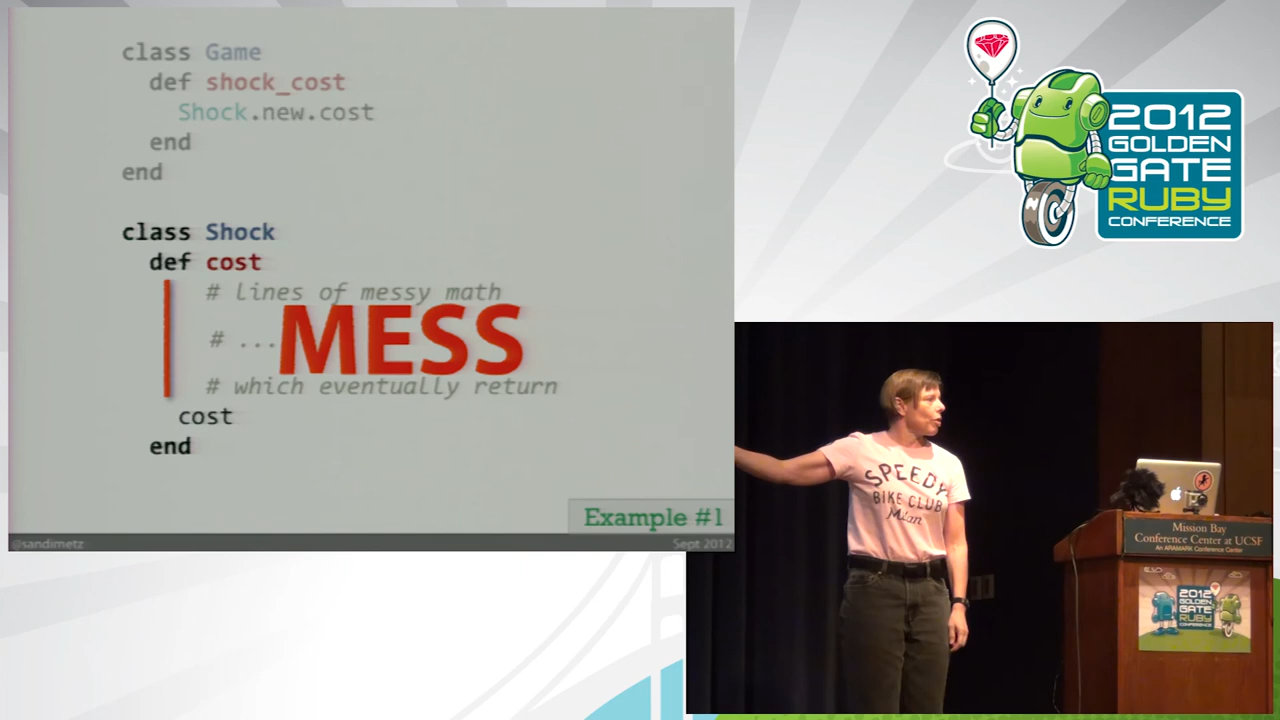 class Game
def shock_cost
Shock.new.cost
end
end
class Shock
def cost
# lines of messy math
# ...
MESS
# which eventually return
cost
end
Example #1
@sandimetz
Sept 2012
2012
GOLDEN
GATE
RUBY
CONFERENCE
SPEEDY
BIKE CLUB
Milan
Mission Bay
Conference Center at UCSF
An ARAMARK Conference Center
2012
GOLDEN
GATE
RUBY
CONFERENCE